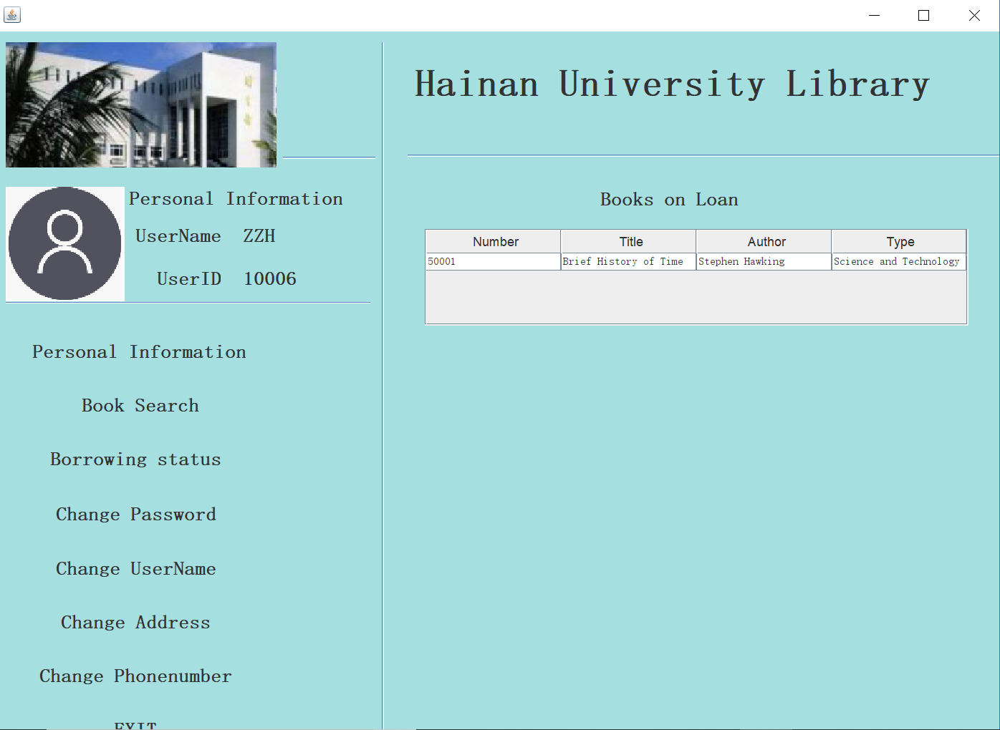 Hainan University Library
Personal Information
UserName ZZH
UserID 10006
Personal Information
Book Search
Borrowing status
Change Password
Change UserName
Change Address
Change Phonenumber
EXIT
Books on Loan
Number Title Author Type
50001 Brief History of Time Stephen Hawking Science and Technology